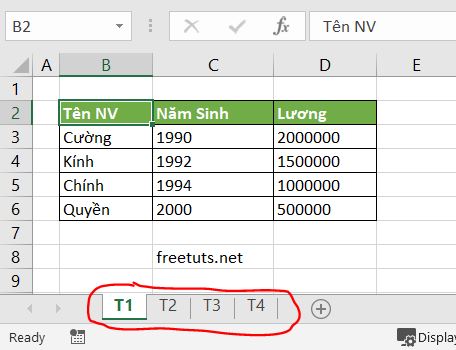 B2 fx Tên NV
A B C D E
1
2 Tên NV Năm Sinh Lương
3 Cường 1990 2000000
4 Kính 1992 1500000
5 Chính 1994 1000000
6 Quyền 2000 500000
7
8 freetuts.net
9
T1 T2 T3 T4
Ready Display